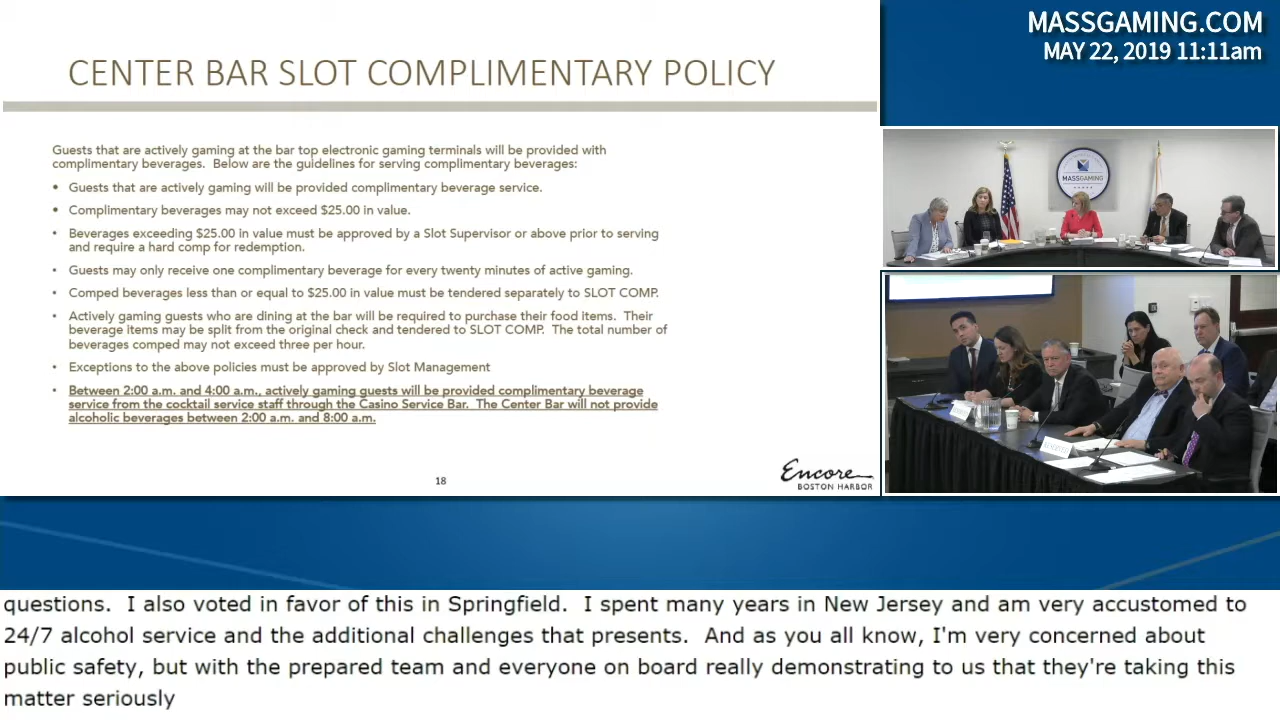 MASSGAMING.COM
MAY 22, 2019 11:11am
CENTER BAR SLOT COMPLIMENTARY POLICY
Guests that are actively gaming at the bar top electronic gaming terminals will be provided with
complimentary beverages. Below are the guidelines for serving complimentary beverages:
• Guests that are actively gaming will be provided complimentary beverage service.
• Complimentary beverages may not exceed $25.00 in value.
• Beverages exceeding $25.00 in value must be approved by a Slot Supervisor or above prior to serving
and require a hard comp for redemption.
• Guests may only receive one complimentary beverage for every twenty minutes of active gaming.
• Comped beverages less than or equal to $25.00 in value must be tendered separately to SLOT COMP.
• Actively gaming guests who are dining at the bar will be required to purchase their food items. Their
beverage items may be split from the original check and tendered to SLOT COMP. The total number of
beverages comped may not exceed three per hour.
• Exceptions to the above policies must be approved by Slot Management
• Between 2:00 a.m. and 4:00 a.m., actively gaming guests will be provided complimentary beverage
service from the cocktail service staff through the Casino Service Bar. The Center Bar will not provide
alcoholic beverages between 2:00 a.m. and 8:00 a.m.
18
Encore
BOSTON HARBOR
MASSGAMING
questions. I also voted in favor of this in Springfield. I spent many years in New Jersey and am very accustomed to
24/7 alcohol service and the additional challenges that presents. And as you all know, I'm very concerned about
public safety, but with the prepared team and everyone on board really demonstrating to us that they're taking this
matter seriously